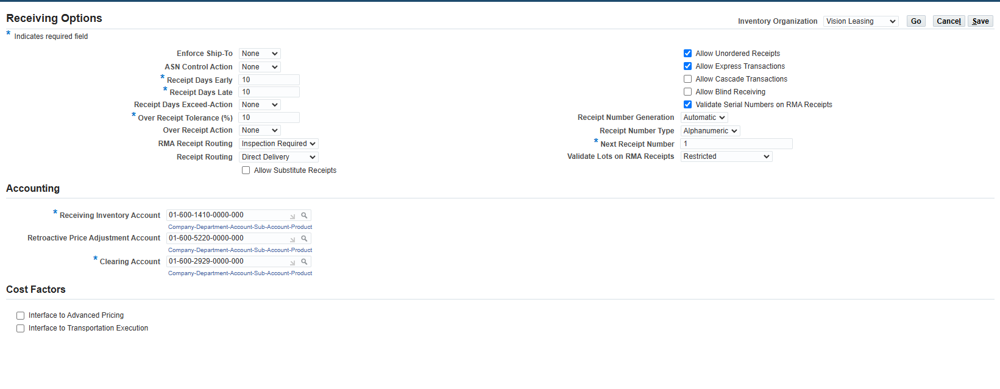 Receiving Options
Inventory Organization Vision Leasing Go Cancel Save
* Indicates required field
Enforce Ship-To None
ASN Control Action None
* Receipt Days Early 10
* Receipt Days Late 10
Receipt Days Exceed-Action None
* Over Receipt Tolerance (%) 10
Over Receipt Action None
RMA Receipt Routing Inspection Required
Receipt Routing Direct Delivery
Allow Substitute Receipts
Allow Unordered Receipts
Allow Express Transactions
Allow Cascade Transactions
Allow Blind Receiving
Validate Serial Numbers on RMA Receipts
Receipt Number Generation Automatic
Receipt Number Type Alphanumeric
* Next Receipt Number 1
Validate Lots on RMA Receipts Restricted
Accounting
* Receiving Inventory Account 01-600-1410-0000-000
Company-Department-Account-Sub-Account-Product
Retroactive Price Adjustment Account 01-600-5220-0000-000
Company-Department-Account-Sub-Account-Product
* Clearing Account 01-600-2929-0000-000
Company-Department-Account-Sub-Account-Product
Cost Factors
Interface to Advanced Pricing
Interface to Transportation Execution